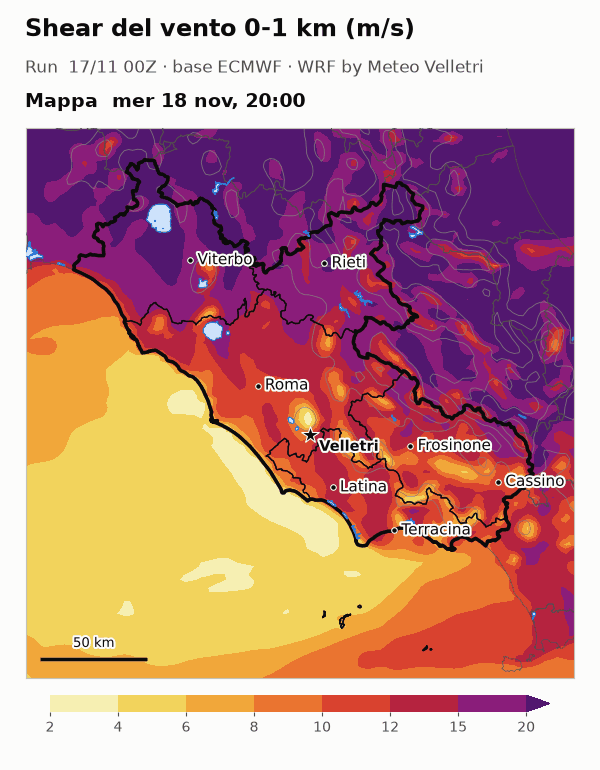 Shear del vento 0-1 km (m/s)
Run 17/11 00Z · base ECMWF · WRF by Meteo Velletri
Mappa mer 18 nov, 20:00
Viterbo
Rieti
Roma
Velletri
Frosinone
Latina
Cassino
Terracina
50 km
2 4 6 8 10 12 15 20